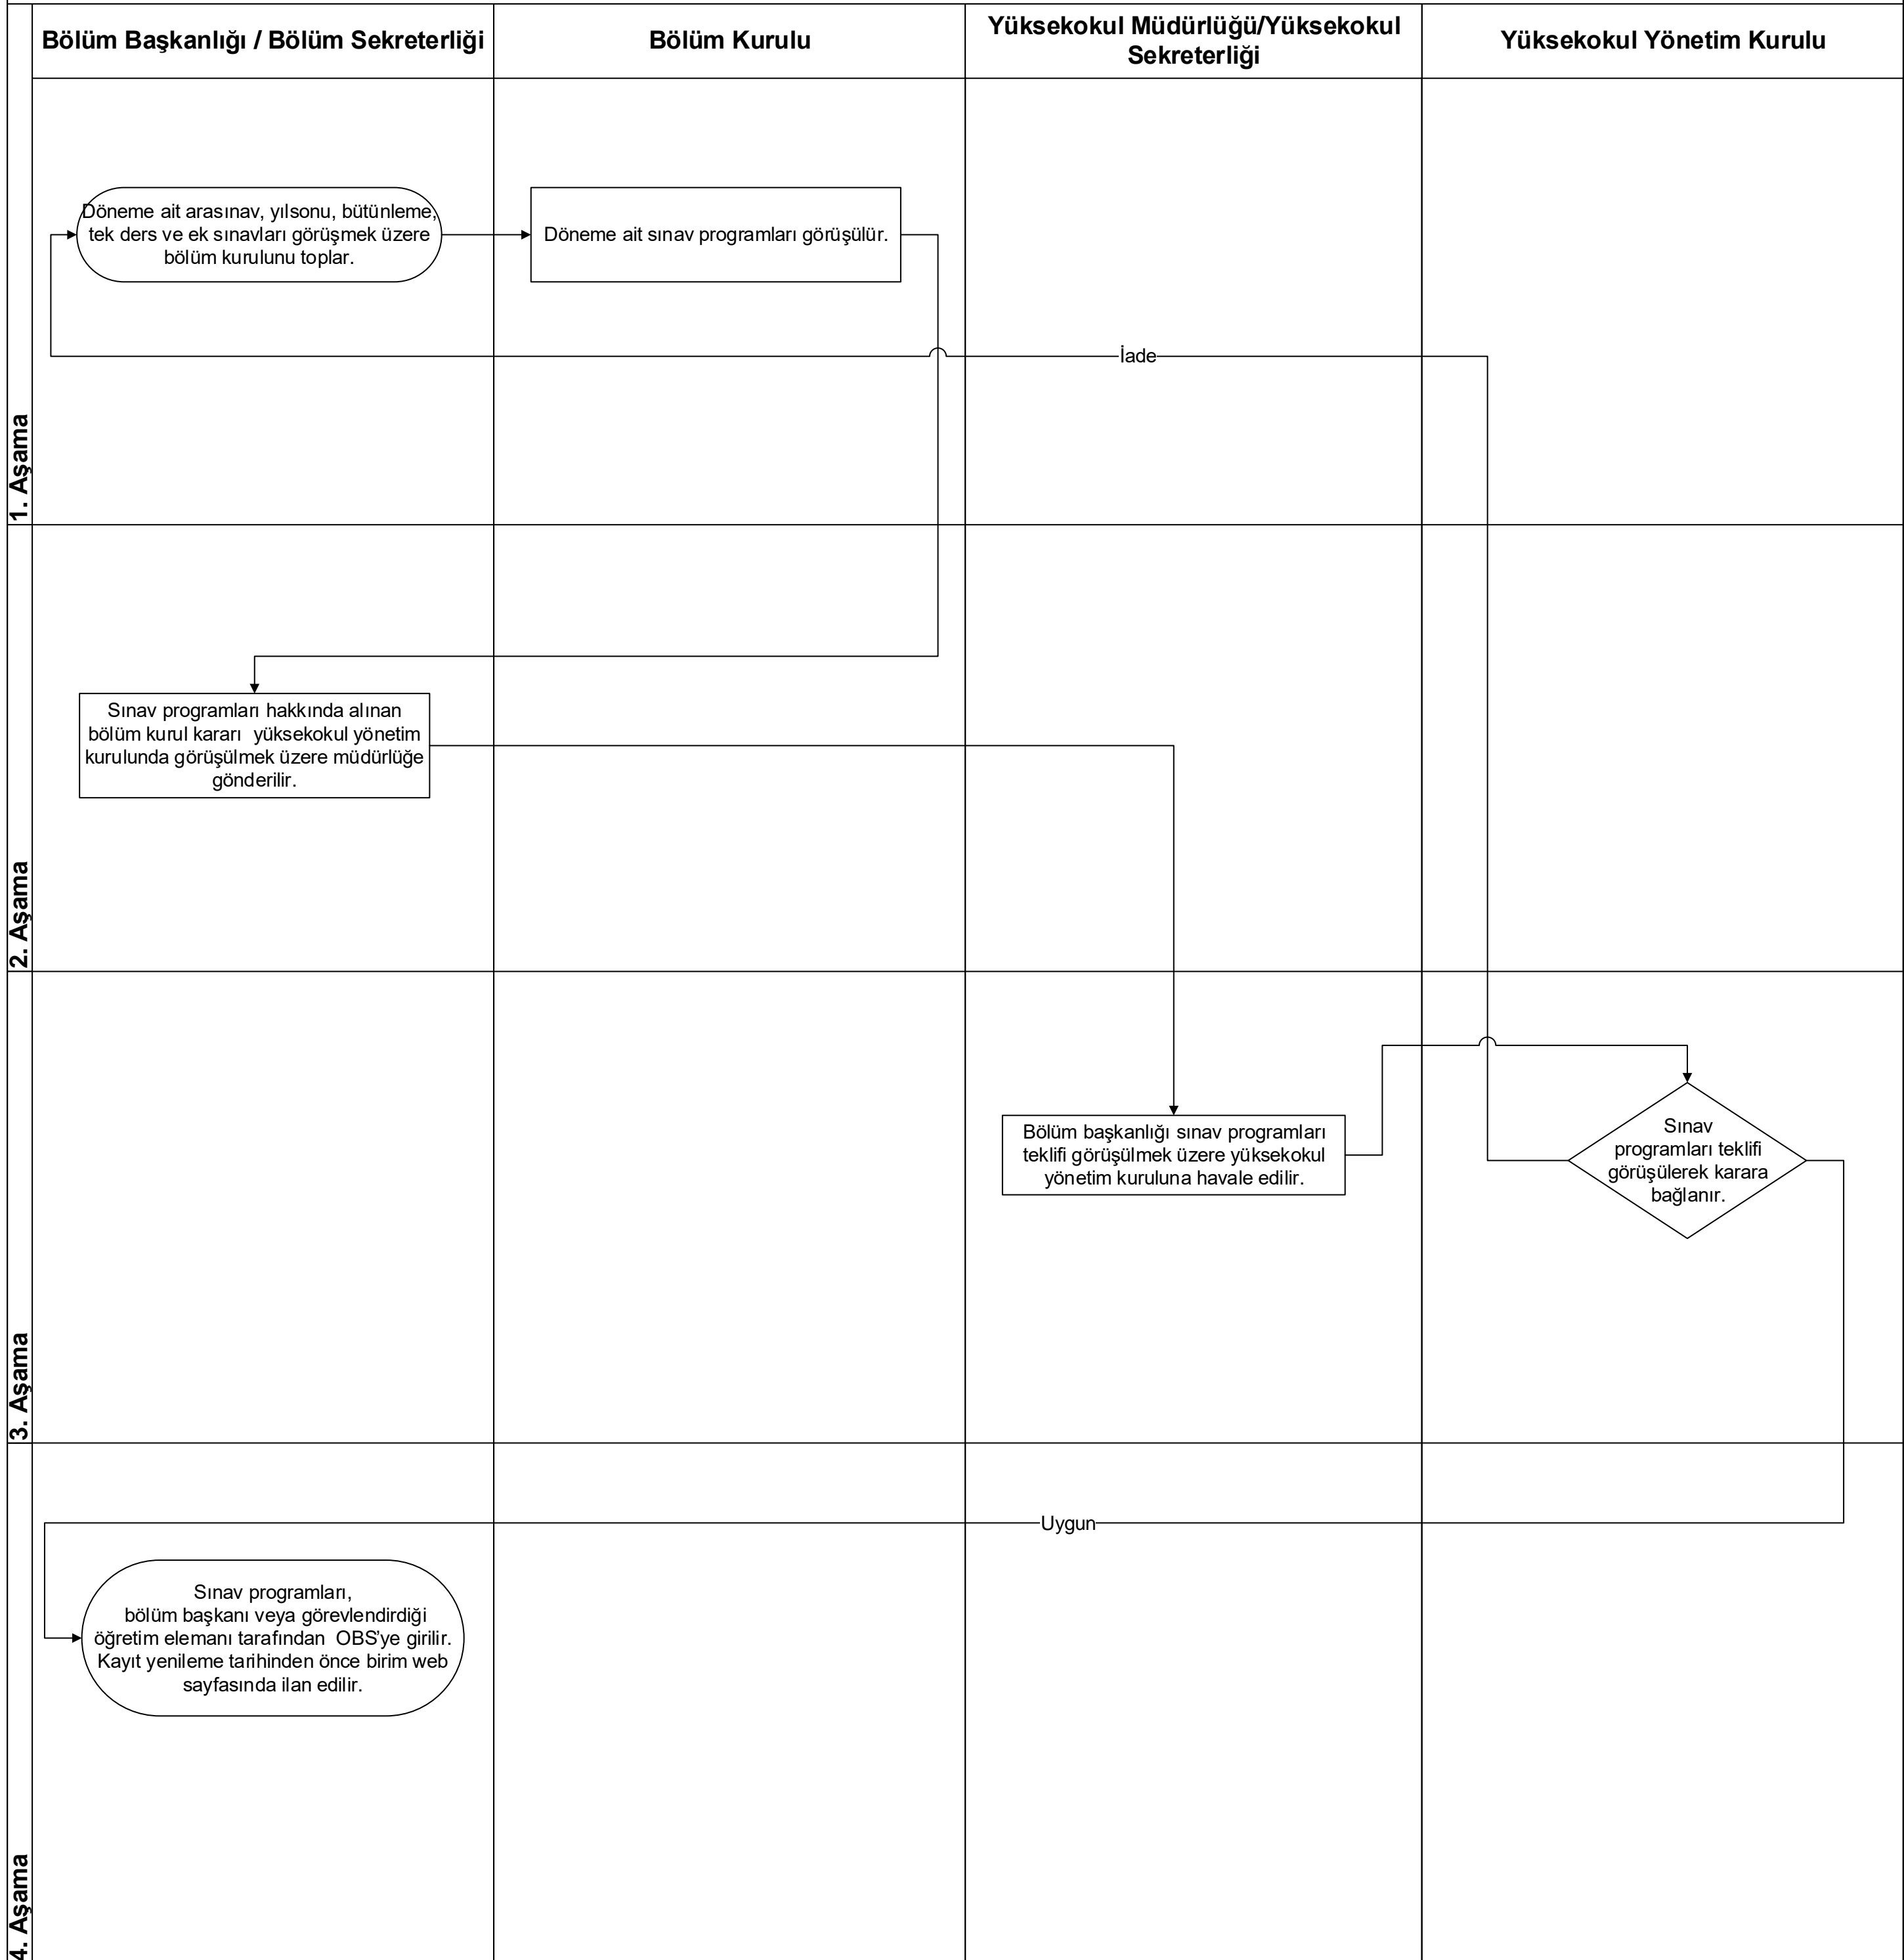 Bölüm Başkanlığı / Bölüm Sekreterliği
Bölüm Kurulu
Yüksekokul Müdürlüğü/Yüksekokul
Sekreterliği
Yüksekokul Yönetim Kurulu
1. Aşama
Döneme ait arasınav, yılsonu, bütünleme,
tek ders ve ek sınavları görüşmek üzere
bölüm kurulunu toplar.
Döneme ait sınav programları görüşülür.
İade
2. Aşama
Sınav programları hakkında alınan
bölüm kurul kararı  yüksekokul yönetim
kurulunda görüşülmek üzere müdürlüğe
gönderilir.
3. Aşama
Bölüm başkanlığı sınav programları
teklifi görüşülmek üzere yüksekokul
yönetim kuruluna havale edilir.
Sınav
programları teklifi
görüşülerek karara
bağlanır.
4. Aşama
Uygun
Sınav programları,
bölüm başkanı veya görevlendirdiği
öğretim elemanı tarafından  OBS’ye girilir.
Kayıt yenileme tarihinden önce birim web
sayfasında ilan edilir.